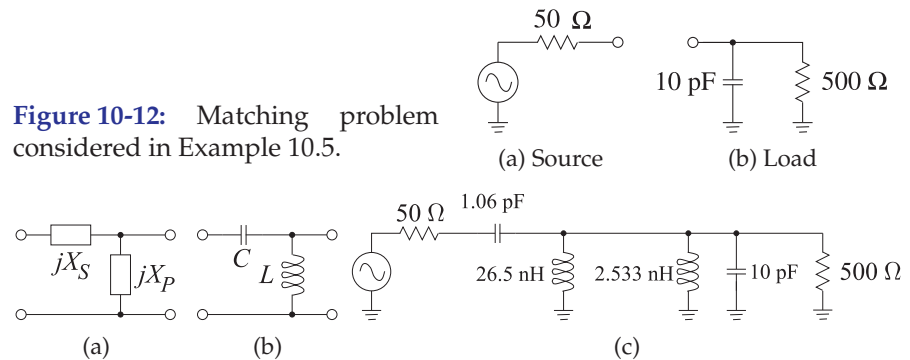 50 Ω
10 pF
500 Ω
Figure 10-12: Matching problem
considered in Example 10.5.
(a) Source
(b) Load
jX_S
jX_P
C
L
50 Ω
1.06 pF
26.5 nH
2.533 nH
10 pF
500 Ω
(a)
(b)
(c)